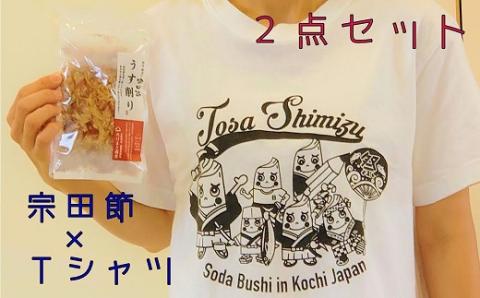 2点セット
うす削り
Tosa Shimizu
宗田節
×
Tシャツ
Soda Bushi in Kochi Japan